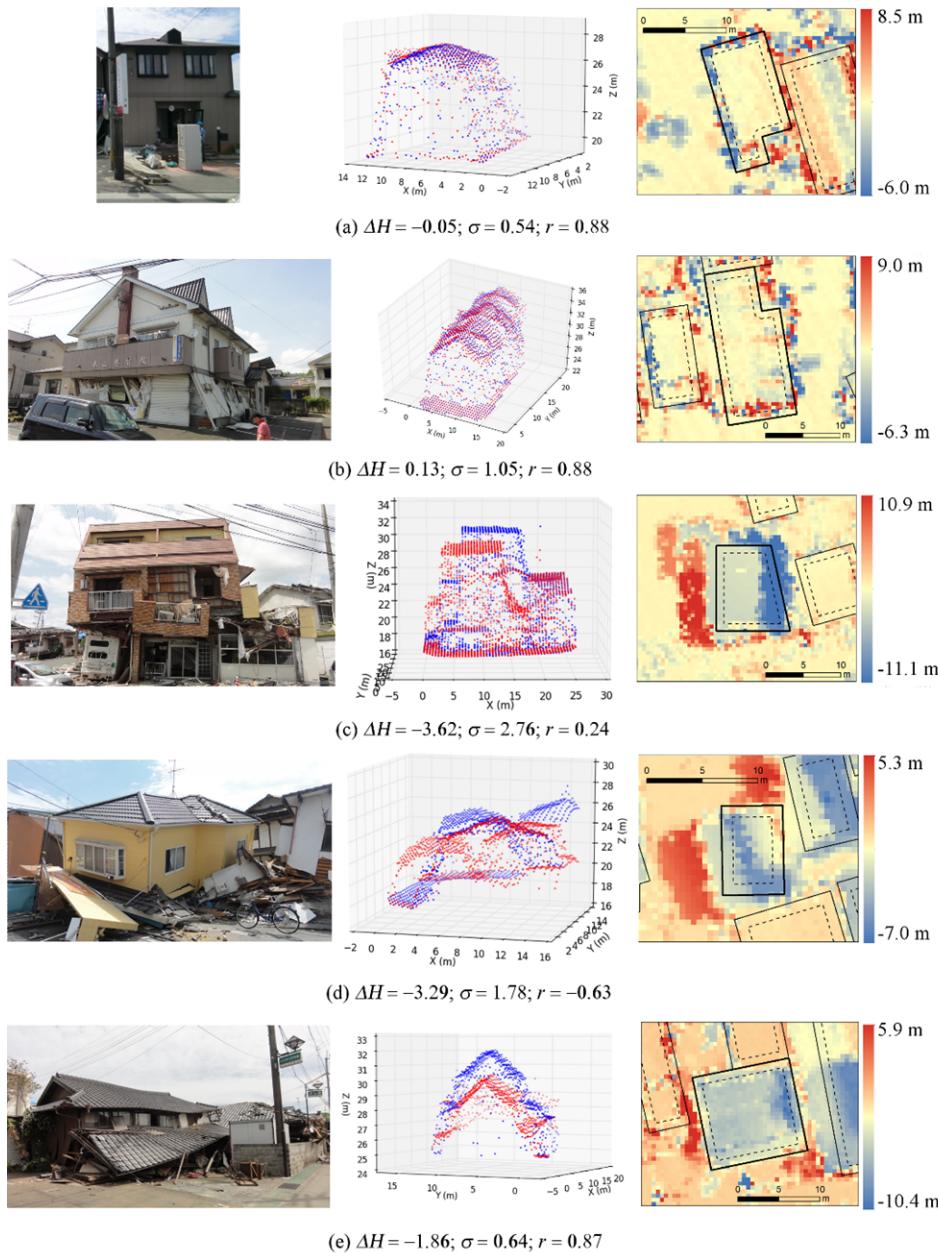 8.5 m
-6.0 m
0 5 10 m
28
26
24
22
20
Z (m)
14 12 10 8 6 4 2 0 −2
X (m)
12 10 8 6 4 2
Y (m)
(a) ΔH = −0.05; σ = 0.54; r = 0.88
9.0 m
-6.3 m
0 5 10 m
36
34
32
30
28
26
24
22
Z (m)
−5 0 5 10 15 20
X (m)
5 10 15 20
Y (m)
(b) ΔH = 0.13; σ = 1.05; r = 0.88
10.9 m
-11.1 m
0 5 10 m
34
32
30
28
26
24
22
20
18
16
Z (m)
Y (m)
−5 0 5 10 15 20 25 30
X (m)
(c) ΔH = −3.62; σ = 2.76; r = 0.24
5.3 m
-7.0 m
0 5 10 m
30
28
26
24
22
20
18
16
Z (m)
−2 0 2 4 6 8 10 12 14 16
X (m)
2 4 6 8 10 12 14
Y (m)
(d) ΔH = −3.29; σ = 1.78; r = −0.63
5.9 m
-10.4 m
0 5 10 m
33
32
31
30
29
28
27
26
25
24
Z (m)
15 10 5 0
Y (m)
−5 0 5 10 15 20
X (m)
(e) ΔH = −1.86; σ = 0.64; r = 0.87